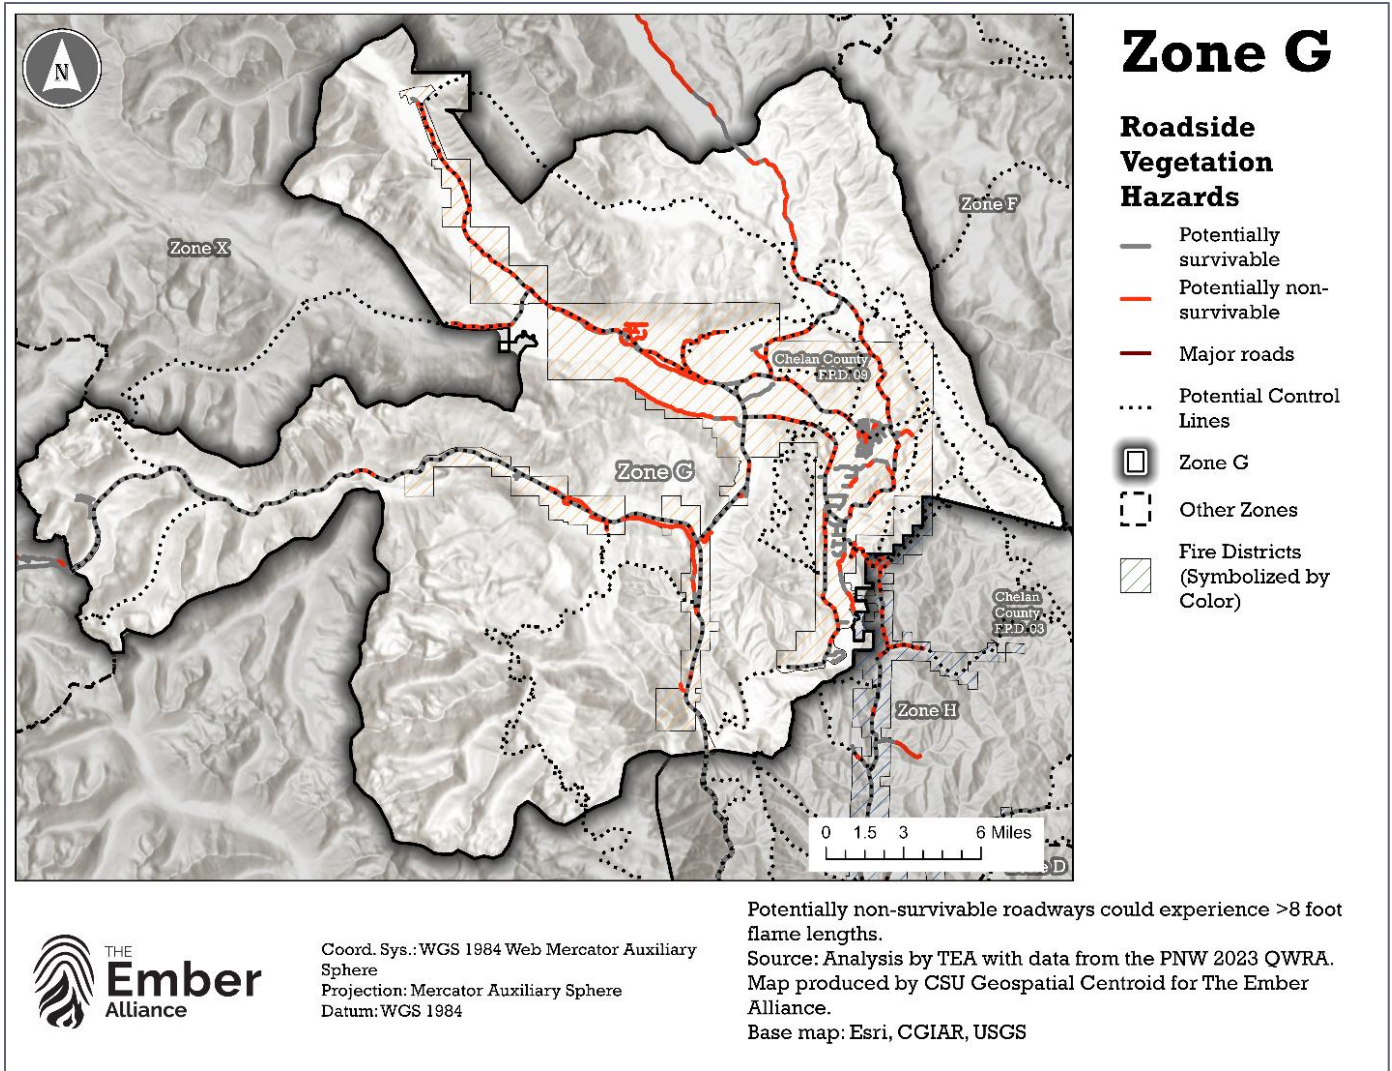 N
Zone X
Zone F
Chelan County
F.P.D. 09
Zone G
Chelan
County
F.P.D. 03
Zone H
0 1.5 3 6 Miles
D
Zone G
Roadside
Vegetation
Hazards
Potentially
survivable
Potentially non-
survivable
Major roads
Potential Control
Lines
Zone G
Other Zones
Fire Districts
(Symbolized by
Color)
THE
Ember
Alliance
Coord. Sys.: WGS 1984 Web Mercator Auxiliary
Sphere
Projection: Mercator Auxiliary Sphere
Datum: WGS 1984
Potentially non-survivable roadways could experience >8 foot
flame lengths.
Source: Analysis by TEA with data from the PNW 2023 QWRA.
Map produced by CSU Geospatial Centroid for The Ember
Alliance.
Base map: Esri, CGIAR, USGS